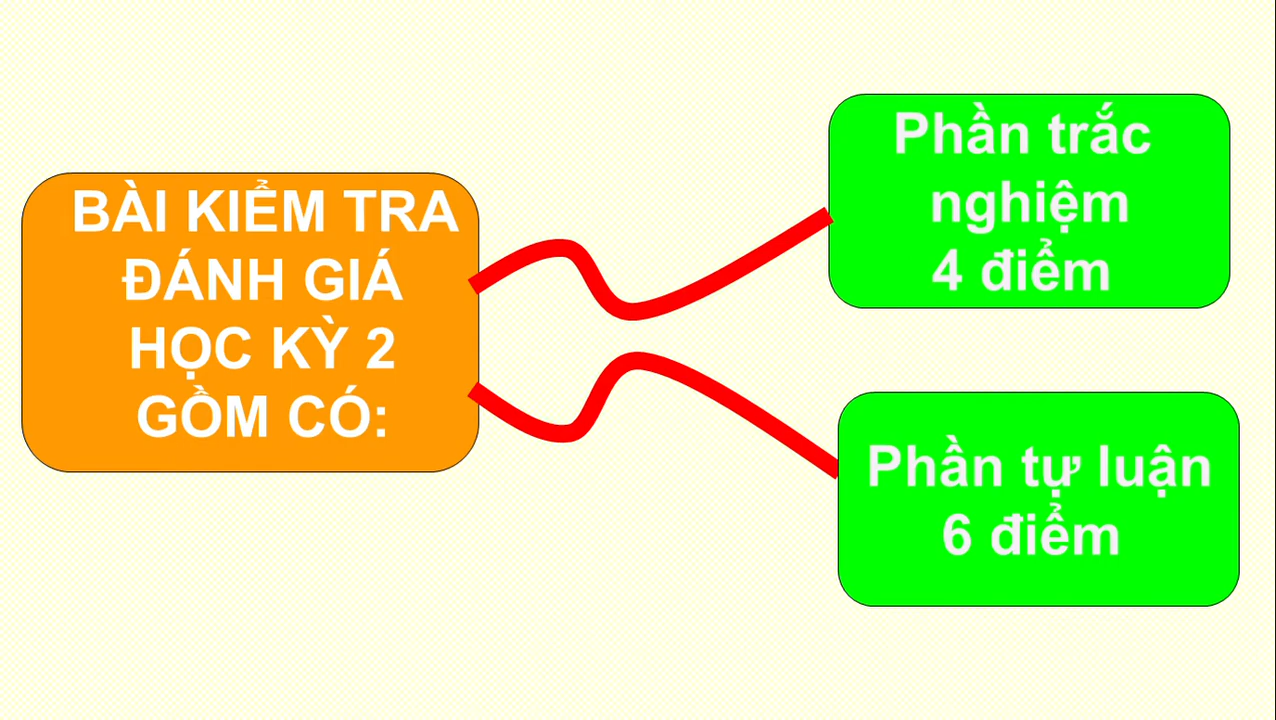 BÀI KIỂM TRA
ĐÁNH GIÁ
HỌC KỲ 2
GỒM CÓ:
Phần trắc
nghiệm
4 điểm
Phần tự luận
6 điểm